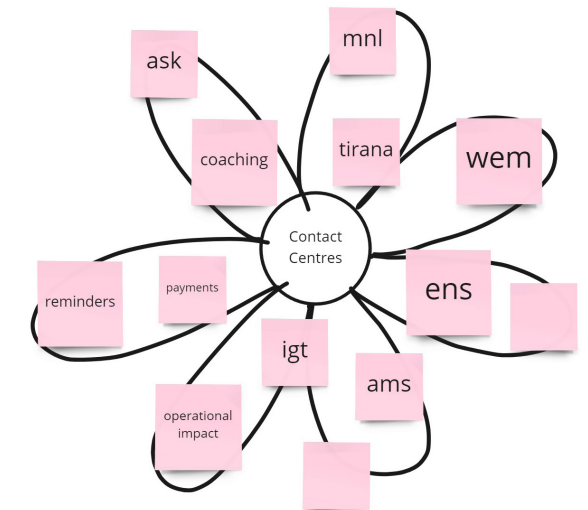 mnl
ask
tirana
coaching
wem
Contact
Centres
ens
payments
reminders
igt
ams
operational
impact